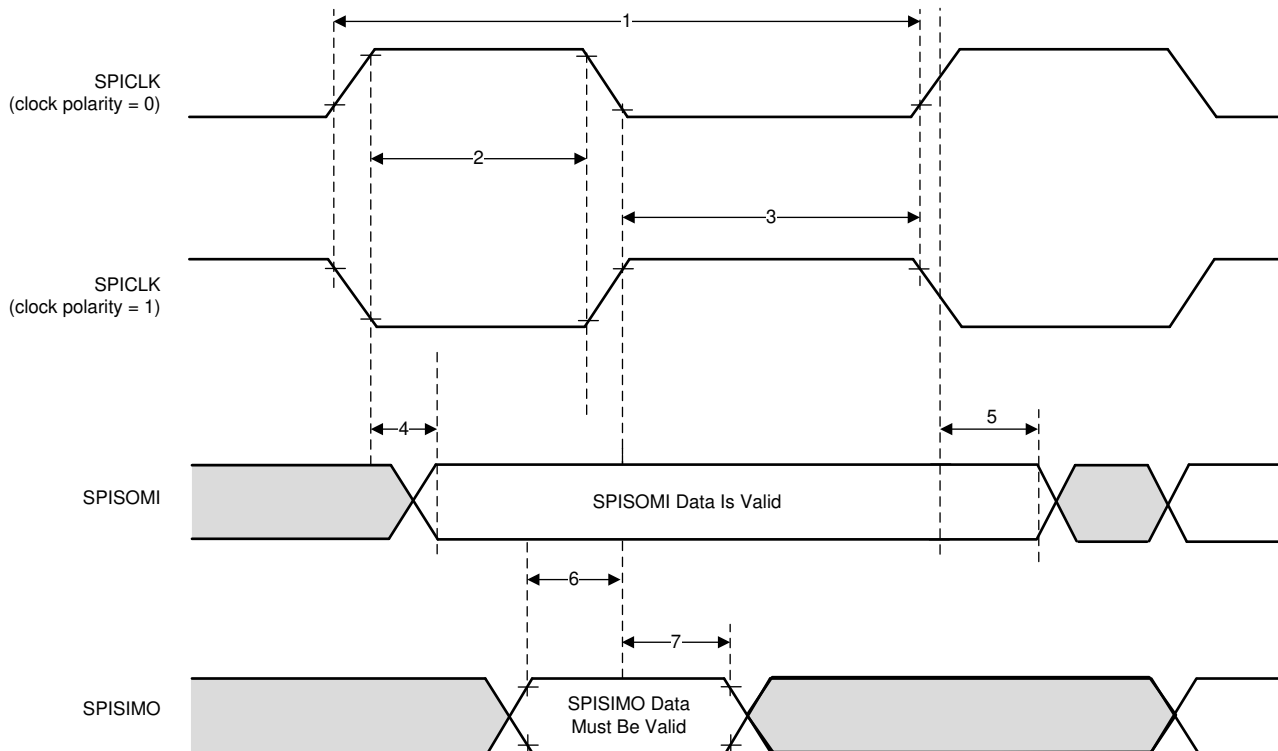 1
SPICLK
(clock polarity = 0)
2
3
SPICLK
(clock polarity = 1)
4
5
SPISOMI
SPISOMI Data Is Valid
6
7
SPISIMO
SPISIMO Data
Must Be Valid